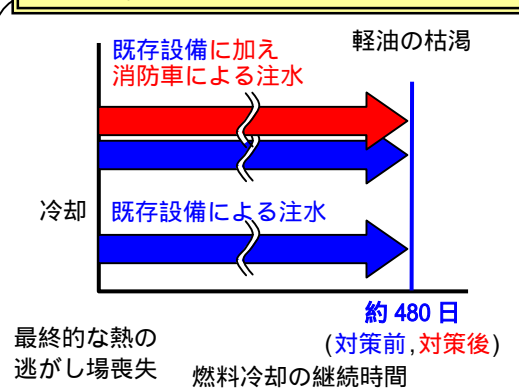 既存設備に加え
消防車による注水
軽油の枯渇
冷却
既存設備による注水
約 480 日
(対策前,対策後)
最終的な熱の
逃がし場喪失
燃料冷却の継続時間